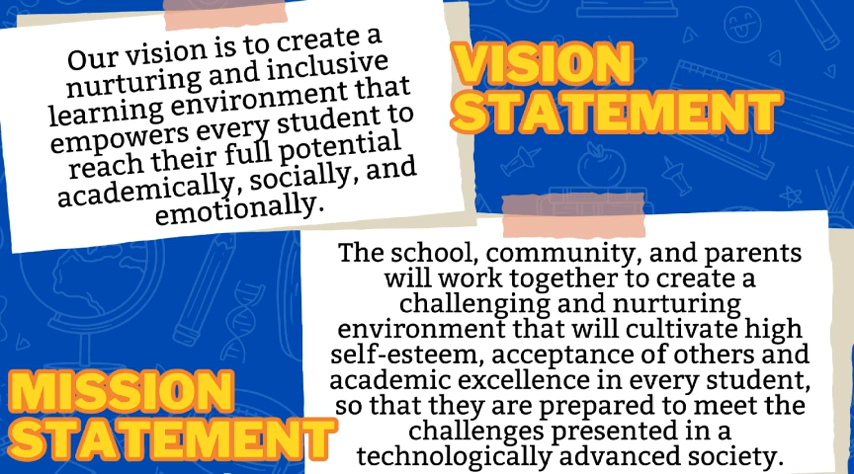 Our vision is to create a
nurturing and inclusive
learning environment that
empowers every student to
reach their full potential
academically, socially, and
emotionally.
VISION
STATEMENT
The school, community, and parents
will work together to create a
challenging and nurturing
environment that will cultivate high
self-esteem, acceptance of others and
academic excellence in every student,
so that they are prepared to meet the
challenges presented in a
technologically advanced society.
MISSION
STATEMENT